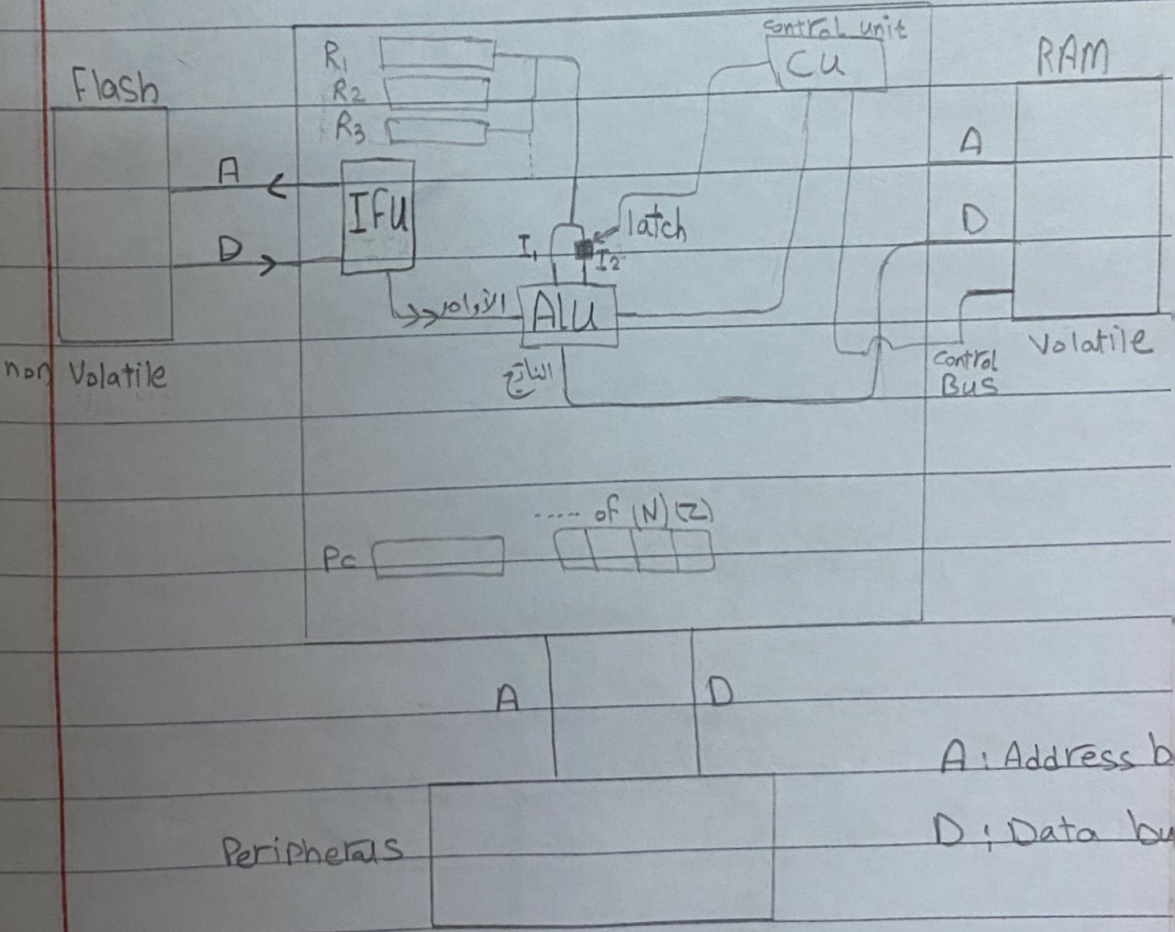 control unit
CU
RAM
Flash
R1
R2
R3
A
A
IFU
D
latch
D
I1
I2
الأوامر
ALU
Volatile
non Volatile
الناتج
control
Bus
..... of (N) (Z)
Pc
A
D
A: Address b
D: Data bu
Peripherals